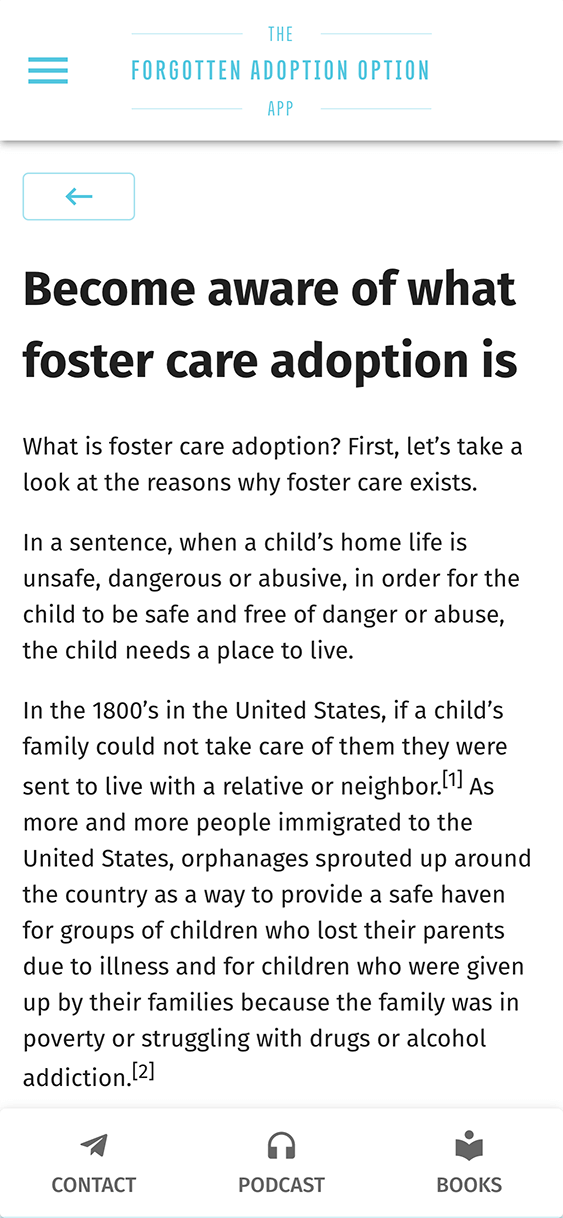 THE
FORGOTTEN ADOPTION OPTION
APP
Become aware of what
foster care adoption is
What is foster care adoption? First, let’s take a
look at the reasons why foster care exists.
In a sentence, when a child’s home life is
unsafe, dangerous or abusive, in order for the
child to be safe and free of danger or abuse,
the child needs a place to live.
In the 1800’s in the United States, if a child’s
family could not take care of them they were
sent to live with a relative or neighbor.[1] As
more and more people immigrated to the
United States, orphanages sprouted up around
the country as a way to provide a safe haven
for groups of children who lost their parents
due to illness and for children who were given
up by their families because the family was in
poverty or struggling with drugs or alcohol
addiction.[2]
CONTACT PODCAST BOOKS